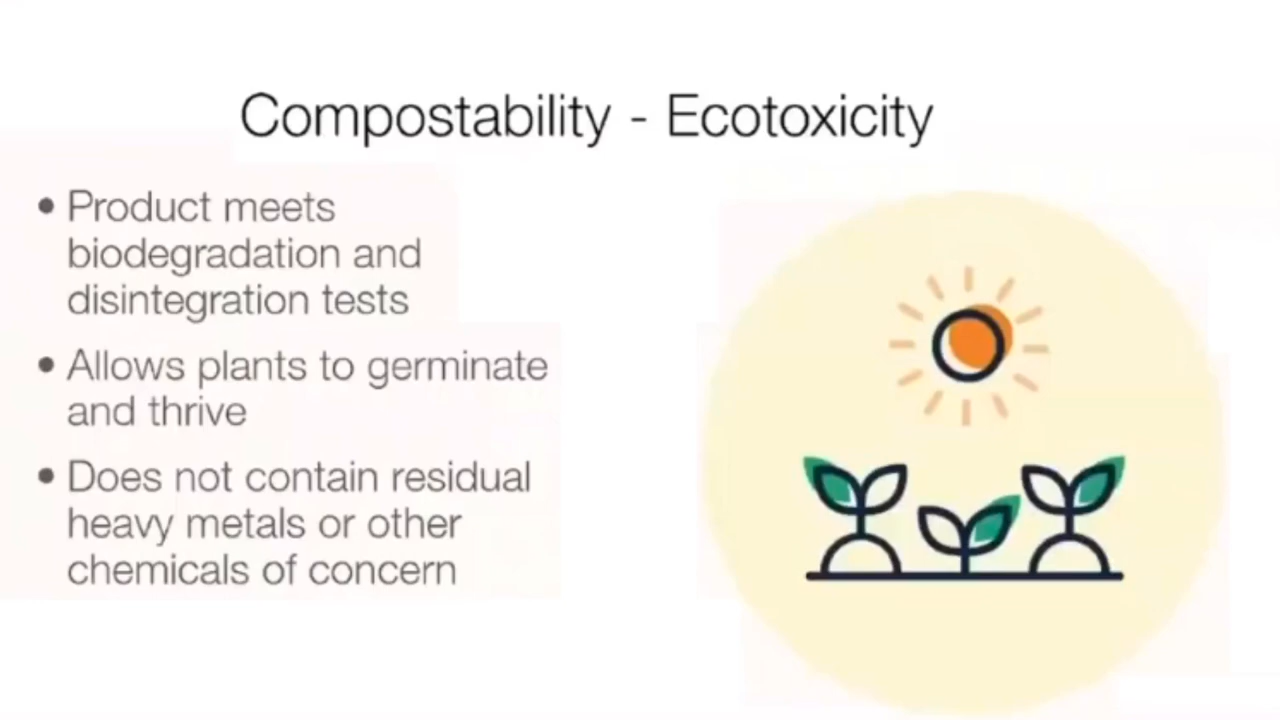 Compostability - Ecotoxicity
• Product meets
biodegradation and
disintegration tests
• Allows plants to germinate
and thrive
• Does not contain residual
heavy metals or other
chemicals of concern